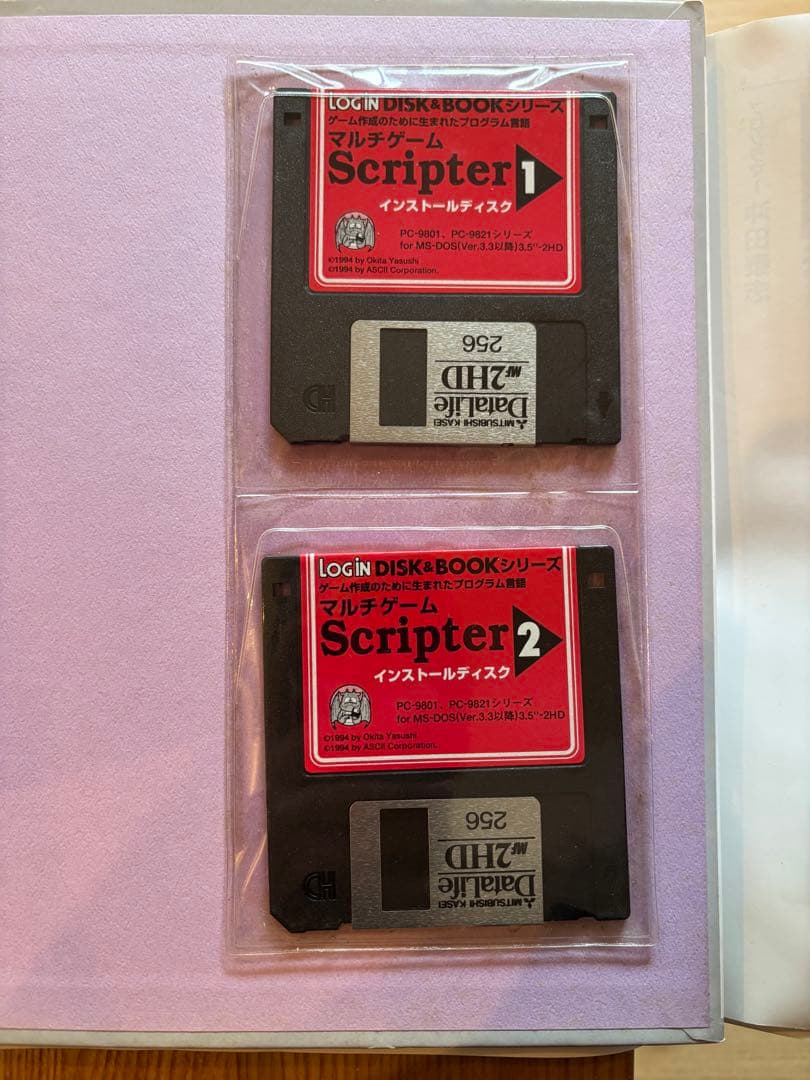 LOGiN DISK&BOOKシリーズ
ゲーム作成のために生まれたプログラム言語
マルチゲーム
Scripter 1
インストールディスク
PC-9801、PC-9821シリーズ
for MS-DOS(Ver.3.3以降)3.5"-2HD
©1994 by Okita Yasushi.
©1994 by ASCII Corporation.
MITSUBISHI KASEI
DataLife
MF2HD
256
HD
LOGiN DISK&BOOKシリーズ
ゲーム作成のために生まれたプログラム言語
マルチゲーム
Scripter 2
インストールディスク
PC-9801、PC-9821シリーズ
for MS-DOS(Ver.3.3以降)3.5"-2HD
©1994 by Okita Yasushi.
©1994 by ASCII Corporation.
MITSUBISHI KASEI
DataLife
MF2HD
256
HD